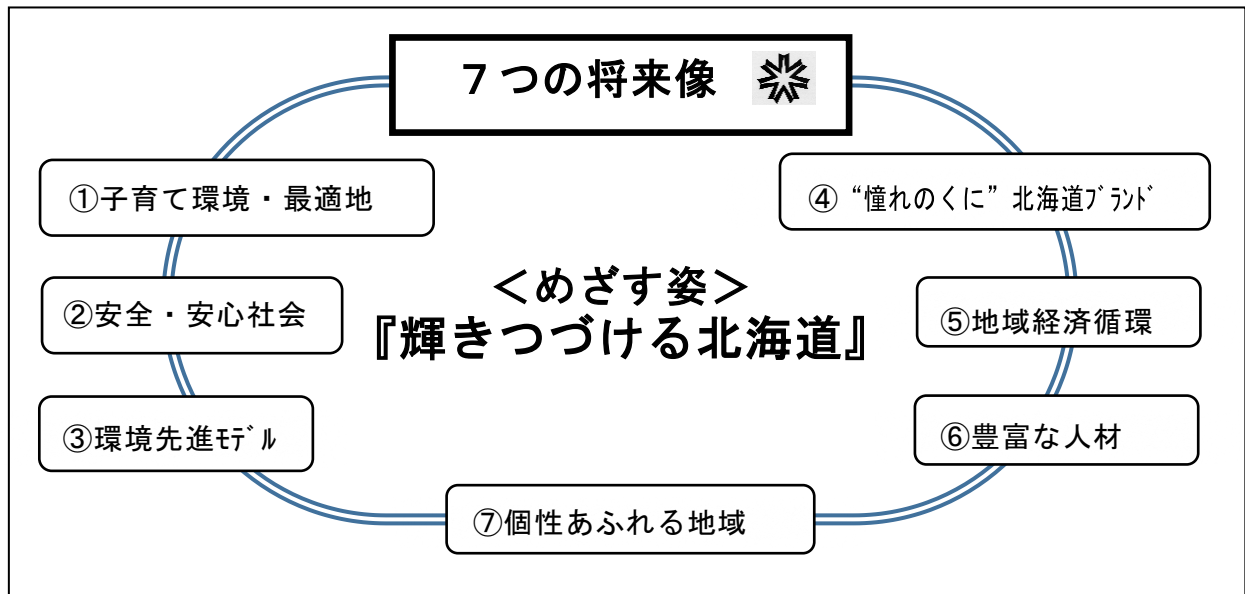 ７つの将来像
①子育て環境・最適地
④“憧れのくに”北海道ﾌﾞﾗﾝﾄﾞ
②安全・安心社会
＜めざす姿＞
『輝きつづける北海道』
⑤地域経済循環
③環境先進ﾓﾃﾞﾙ
⑥豊富な人材
⑦個性あふれる地域